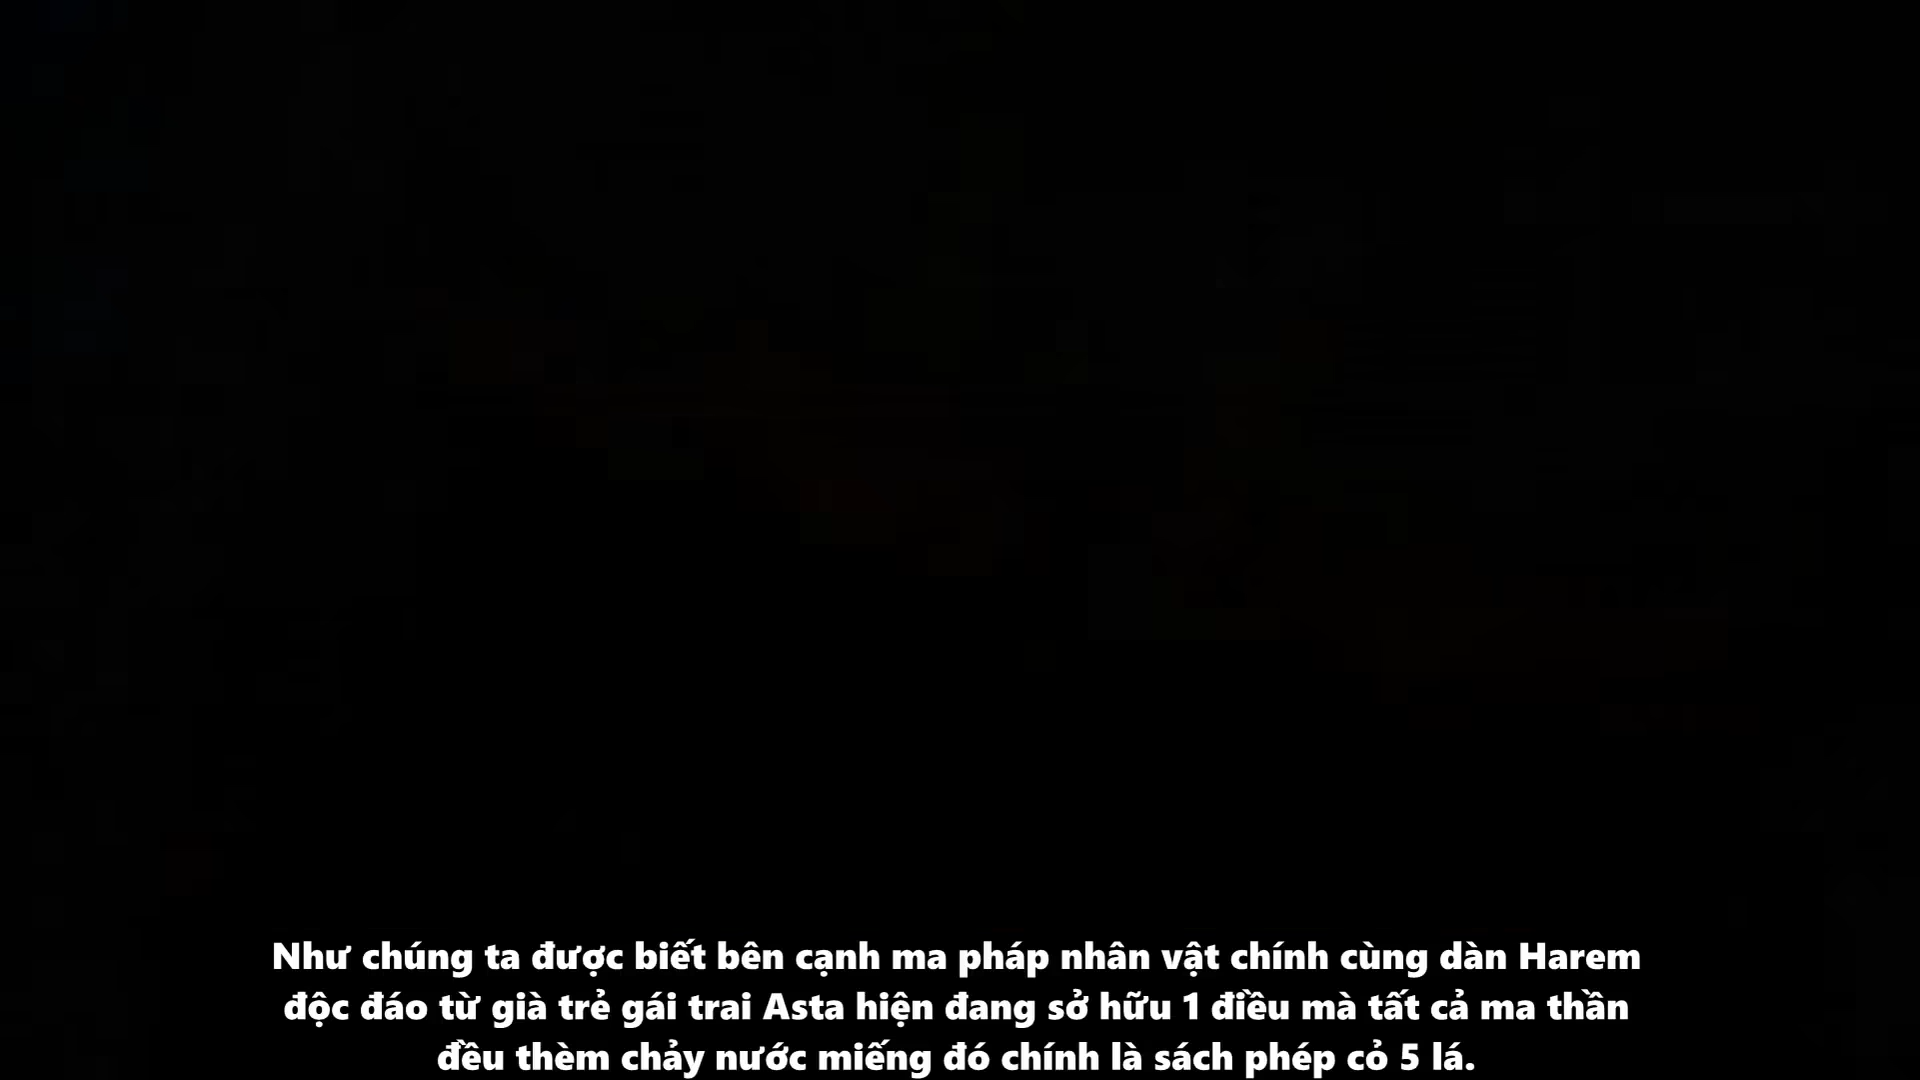 Như chúng ta được biết bên cạnh ma pháp nhân vật chính cùng dàn Harem
độc đáo từ già trẻ gái trai Asta hiện đang sở hữu 1 điều mà tất cả ma thần
đều thèm chảy nước miếng đó chính là sách phép cỏ 5 lá.